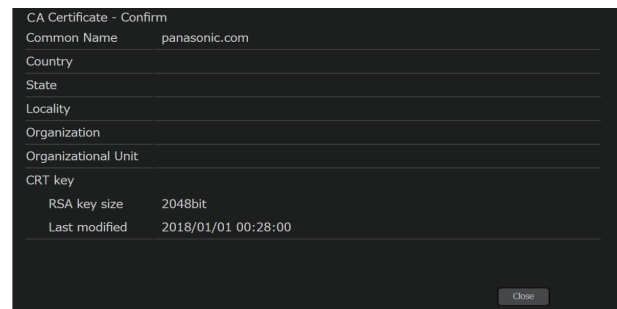 CA Certificate - Confirm
Common Name panasonic.com
Country
State
Locality
Organization
Organizational Unit
CRT key
RSA key size 2048bit
Last modified 2018/01/01 00:28:00
Close